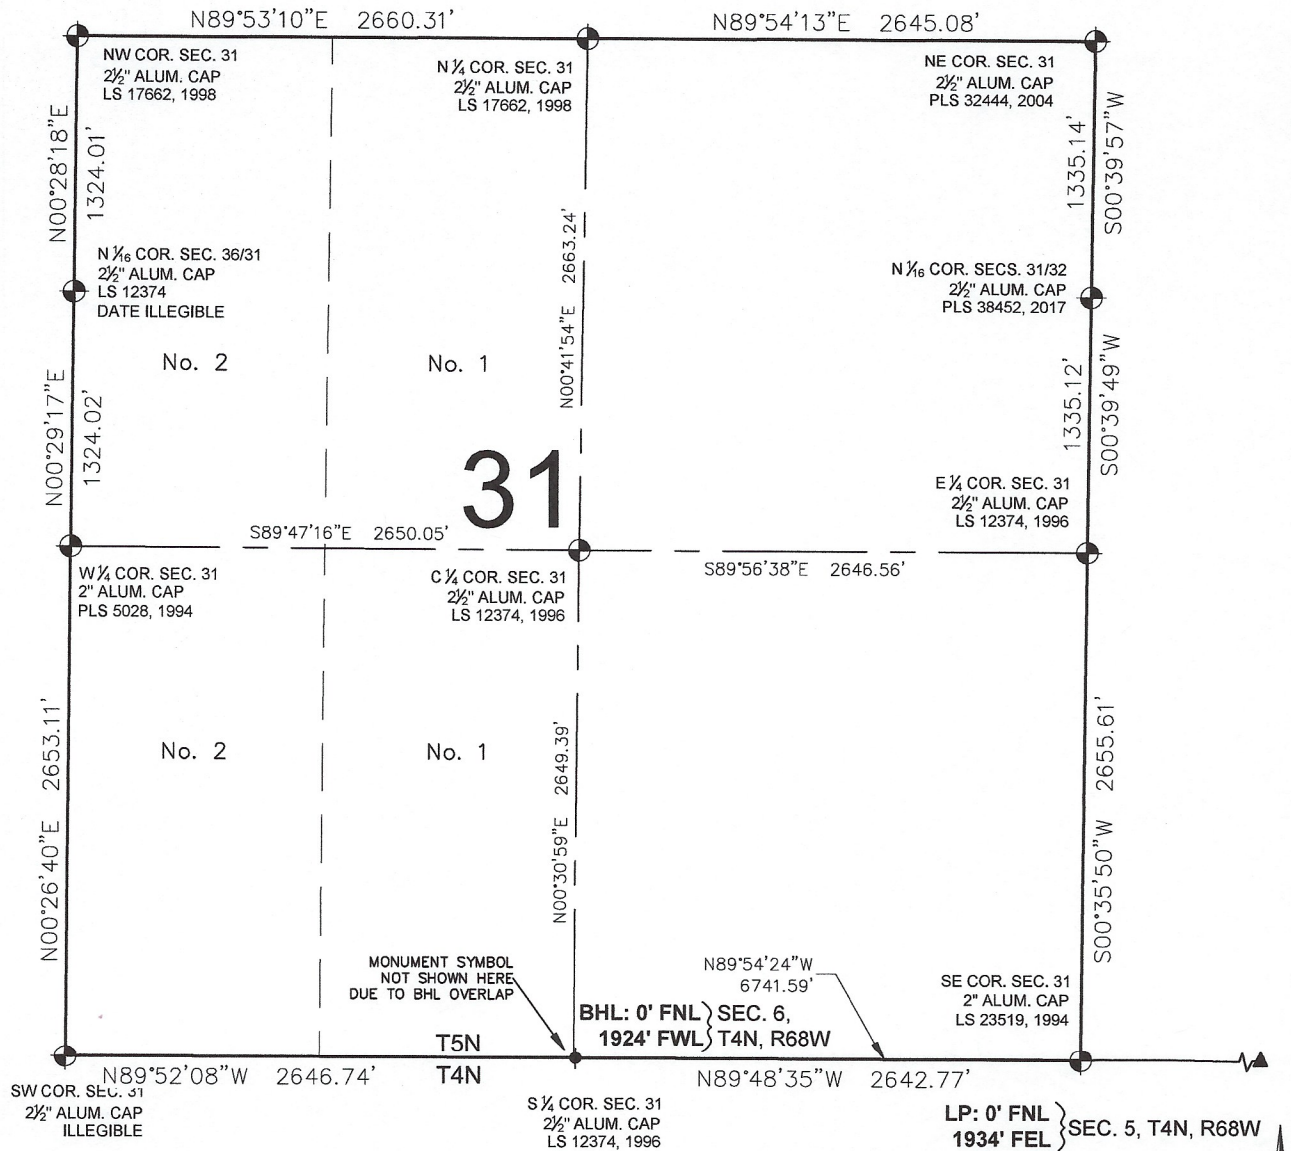 N89°53'10"E 2660.31'
N89°54'13"E 2645.08'
NW COR. SEC. 31
2½" ALUM. CAP
LS 17662, 1998
N ¼ COR. SEC. 31
2½" ALUM. CAP
LS 17662, 1998
NE COR. SEC. 31
2½" ALUM. CAP
PLS 32444, 2004
N00°28'18"E
1324.01'
1335.14'
S00°39'57"W
N ⅟₁₆ COR. SEC. 36/31
2½" ALUM. CAP
LS 12374
DATE ILLEGIBLE
N00°41'54"E 2663.24'
N ⅟₁₆ COR. SECS. 31/32
2½" ALUM. CAP
PLS 38452, 2017
No. 2
No. 1
N00°29'17"E
1324.02'
1335.12'
S00°39'49"W
31
E ¼ COR. SEC. 31
2½" ALUM. CAP
LS 12374, 1996
S89°47'16"E 2650.05'
S89°56'38"E 2646.56'
W ¼ COR. SEC. 31
2" ALUM. CAP
PLS 5028, 1994
C ¼ COR. SEC. 31
2½" ALUM. CAP
LS 12374, 1996
N00°26'40"E 2653.11'
No. 2
No. 1
N00°30'59"E 2649.39'
S00°35'50"W 2655.61'
MONUMENT SYMBOL
NOT SHOWN HERE
DUE TO BHL OVERLAP
N89°54'24"W
6741.59'
SE COR. SEC. 31
2" ALUM. CAP
LS 23519, 1994
BHL: 0' FNL SEC. 6,
1924' FWL T4N, R68W
T5N
T4N
N89°52'08"W 2646.74'
N89°48'35"W 2642.77'
SW COR. SEC. 31
2½" ALUM. CAP
ILLEGIBLE
S ¼ COR. SEC. 31
2½" ALUM. CAP
LS 12374, 1996
LP: 0' FNL
1934' FEL
SEC. 5, T4N, R68W